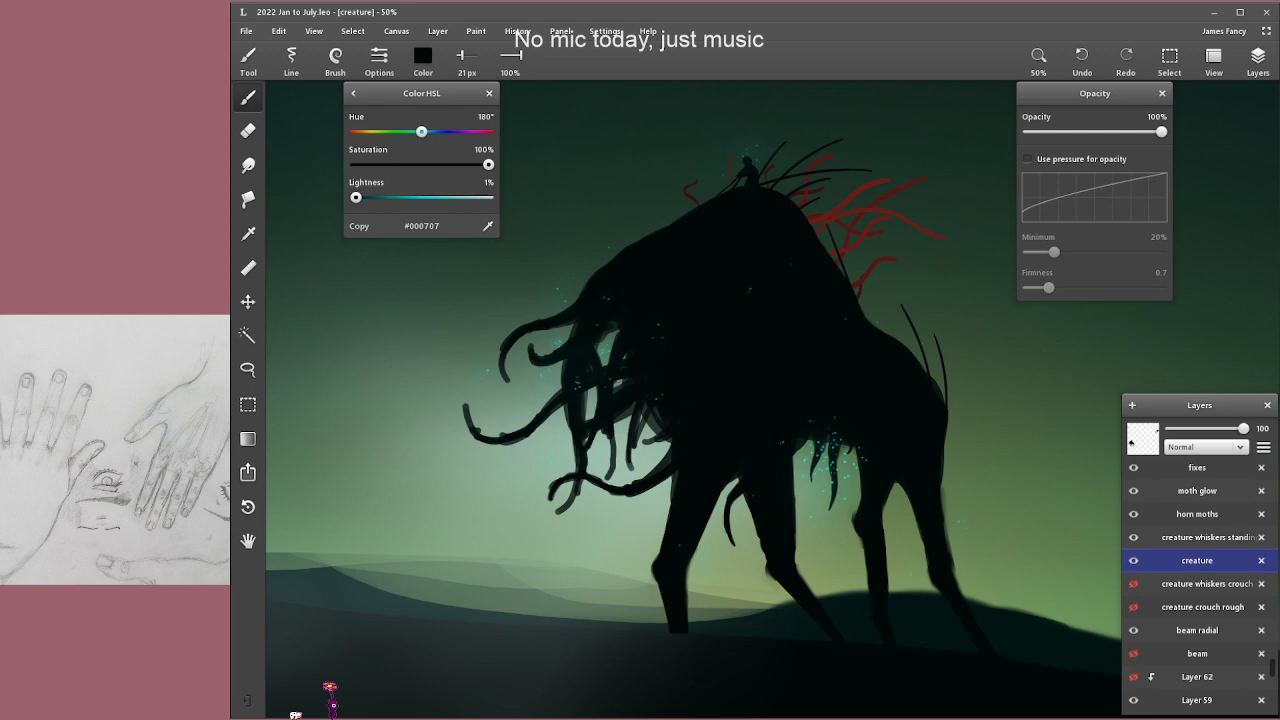 L 2022 Jan to July.leo - [creature] - 50%
File Edit View Select Canvas Layer Paint History Panel Settings Help James Fancy
No mic today, just music
Tool Line Brush Options Color 21 px 100% 50% Undo Redo Select View Layers
Color HSL
Hue 180°
Saturation 100%
Lightness 1%
Copy #000707
Opacity
Opacity 100%
Use pressure for opacity
Minimum 20%
Firmness 0.7
Layers
100
Normal
fixes
moth glow
horn moths
creature whiskers standin
creature
creature whiskers crouch
creature crouch rough
beam radial
beam
Layer 62
Layer 59